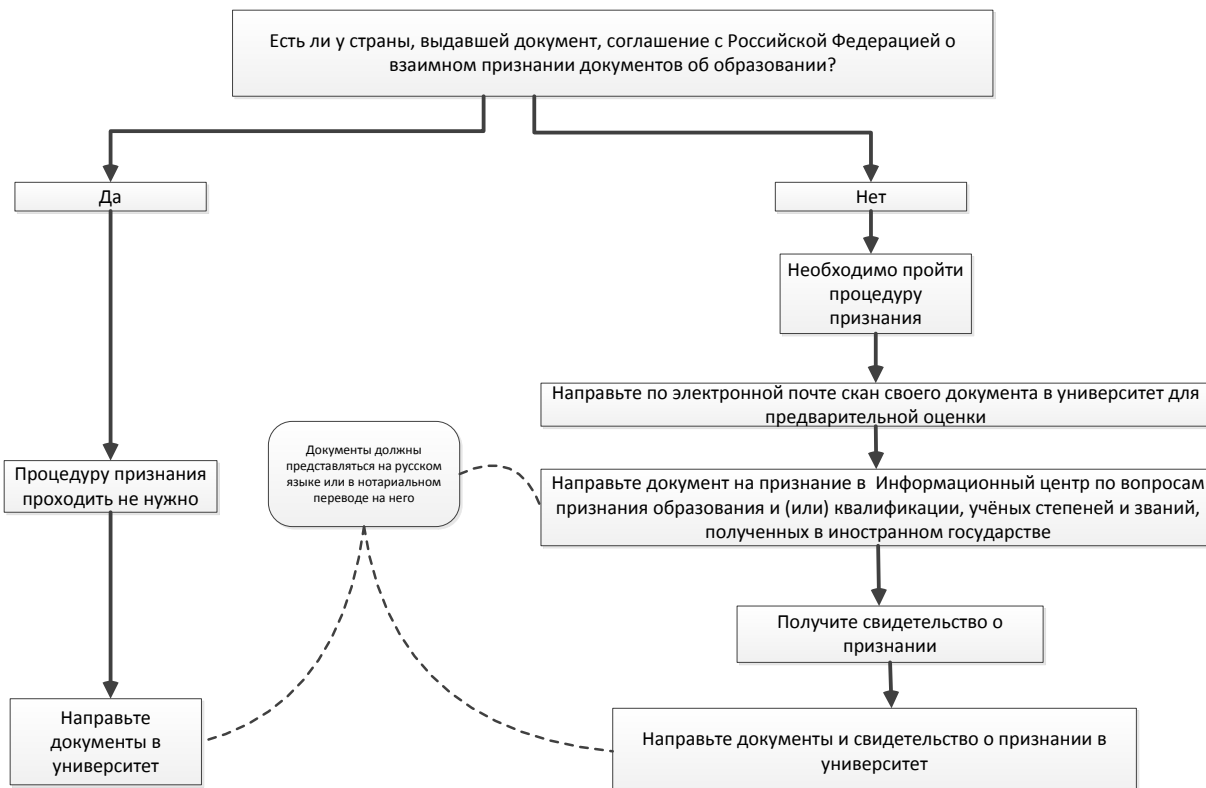 Есть ли у страны, выдавшей документ, соглашение с Российской Федерацией о
взаимном признании документов об образовании?
Да
Нет
Необходимо пройти
процедуру
признания
Направьте по электронной почте скан своего документа в университет для
предварительной оценки
Документы должны
представляться на русском
языке или в нотариальном
переводе на него
Процедуру признания
проходить не нужно
Направьте документ на признание в Информационный центр по вопросам
признания образования и (или) квалификации, учёных степеней и званий,
полученных в иностранном государстве
Получите свидетельство о
признании
Направьте
документы в
университет
Направьте документы и свидетельство о признании в
университет